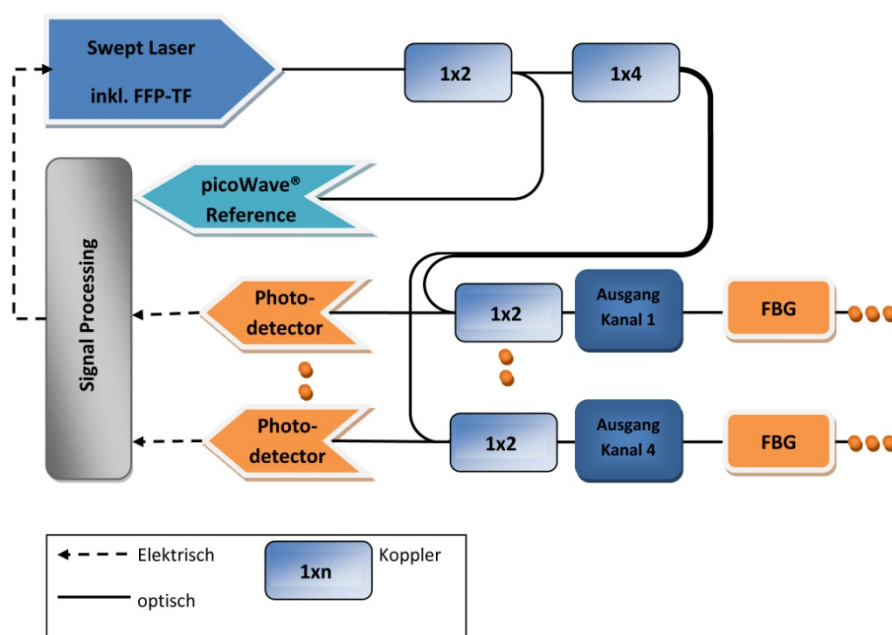 Swept Laser
inkl. FFP-TF
1x2
1x4
picoWave®
Reference
Signal Processing
Photo-
detector
1x2
Ausgang
Kanal 1
FBG
Photo-
detector
1x2
Ausgang
Kanal 4
FBG
Elektrisch
optisch
1xn
Koppler